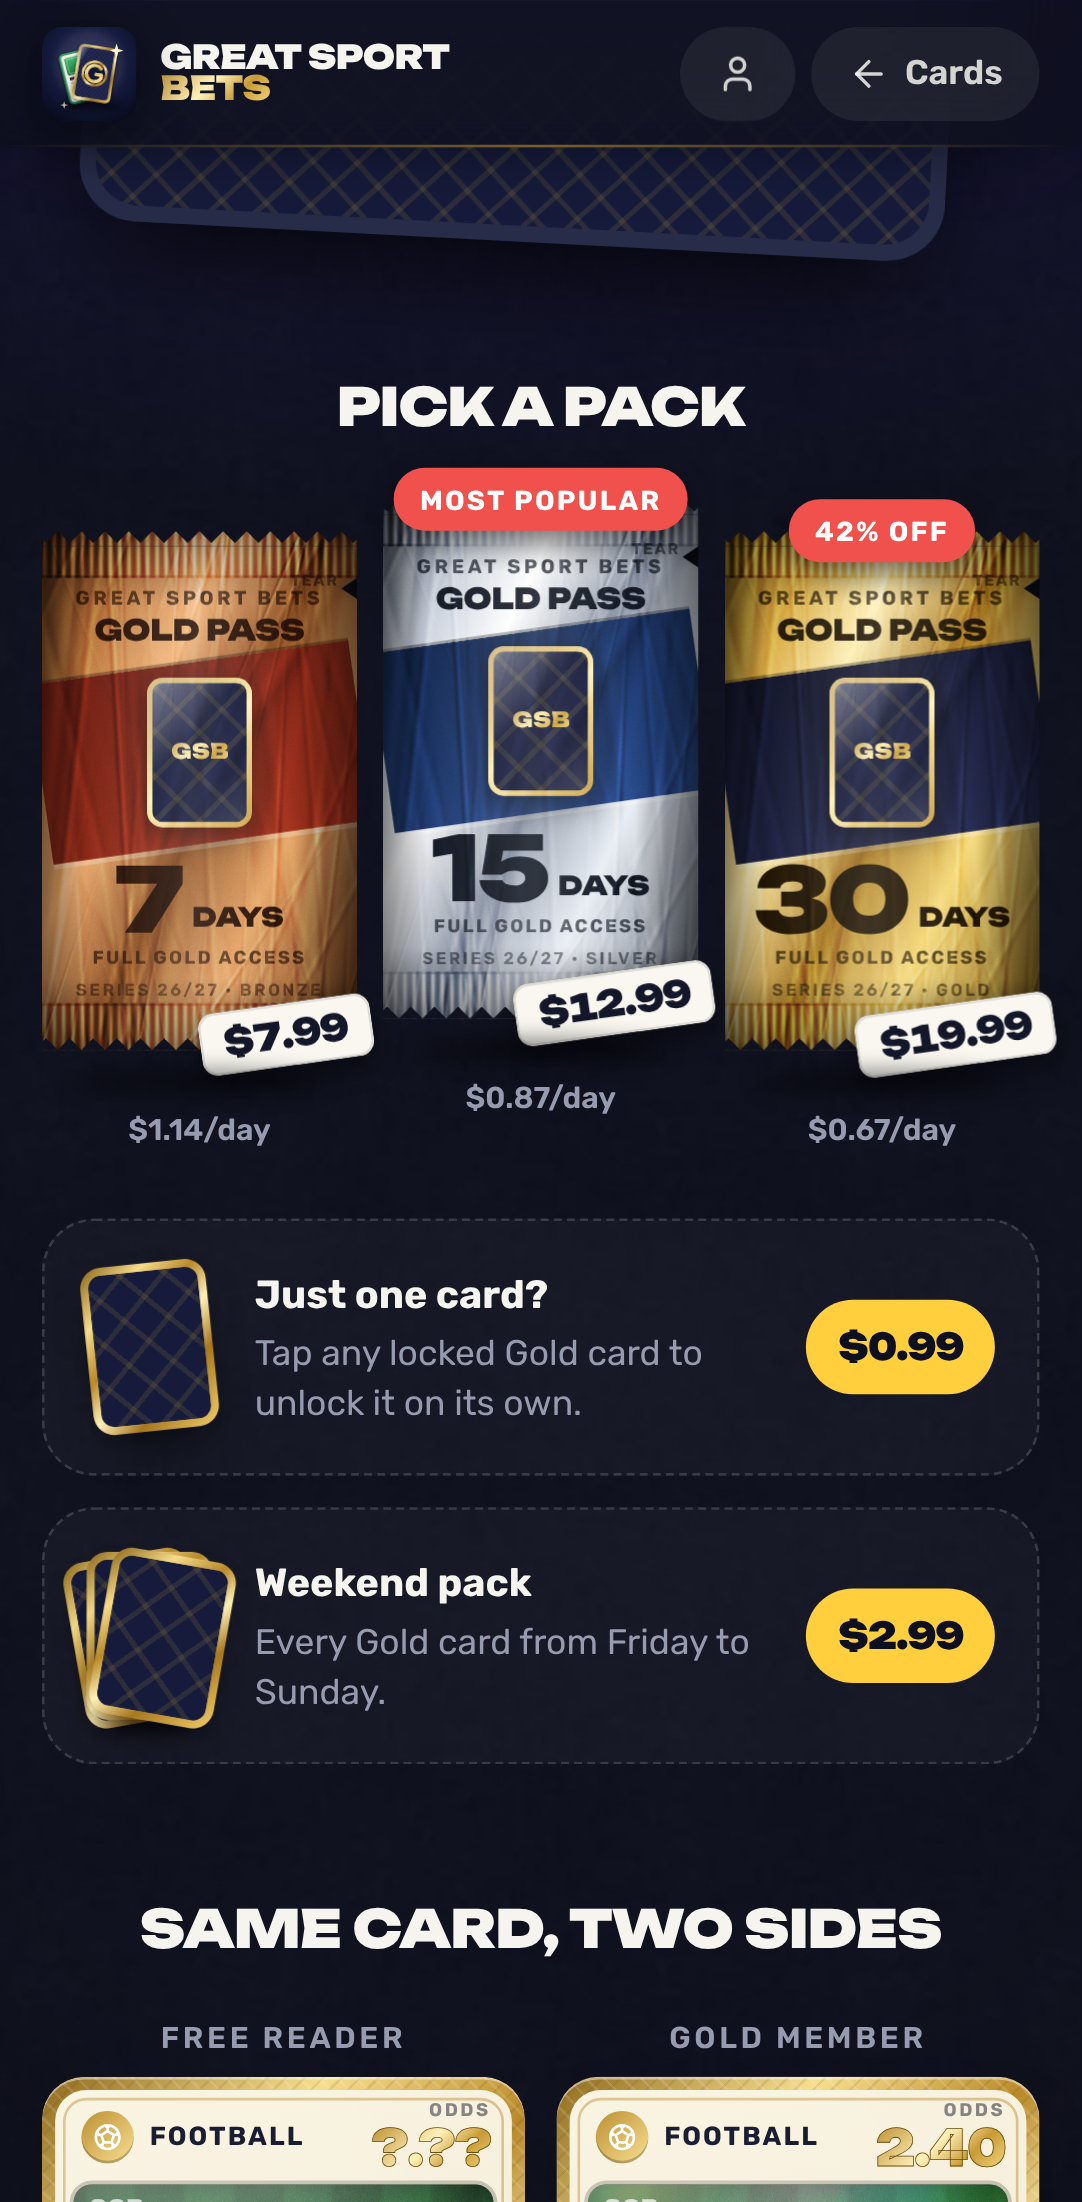 GREAT SPORT
BETS
Cards
PICK A PACK
MOST POPULAR
42% OFF
TEAR
GREAT SPORT BETS
GOLD PASS
GSB
7 DAYS
FULL GOLD ACCESS
SERIES 26/27 • BRONZE
$7.99
$1.14/day
TEAR
GREAT SPORT BETS
GOLD PASS
GSB
15 DAYS
FULL GOLD ACCESS
SERIES 26/27 • SILVER
$12.99
$0.87/day
TEAR
GREAT SPORT BETS
GOLD PASS
GSB
30 DAYS
FULL GOLD ACCESS
SERIES 26/27 • GOLD
$19.99
$0.67/day
Just one card?
Tap any locked Gold card to
unlock it on its own.
$0.99
Weekend pack
Every Gold card from Friday to
Sunday.
$2.99
SAME CARD, TWO SIDES
FREE READER
GOLD MEMBER
FOOTBALL
ODDS
?.??
FOOTBALL
ODDS
2.40